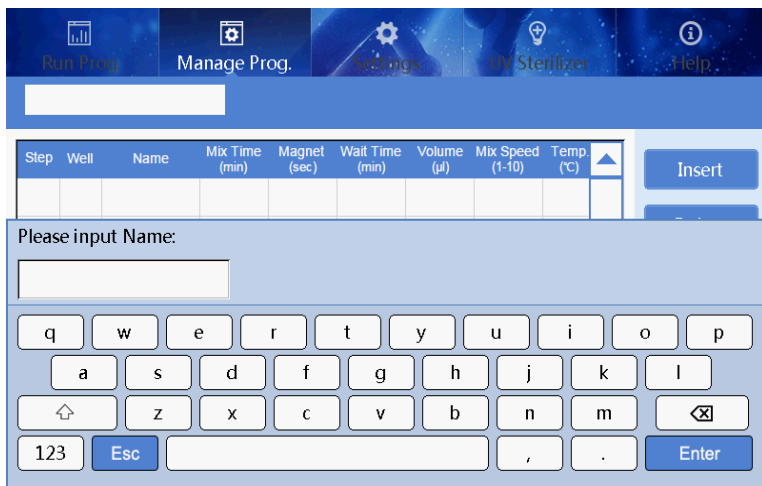 Run Prog.
Manage Prog.
Settings
UV Sterilizer
Help
Step Well Name Mix Time (min) Magnet (sec) Wait Time (min) Volume (µl) Mix Speed (1-10) Temp. (℃)
Insert
Please input Name:
q w e r t y u i o p
a s d f g h j k l
z x c v b n m
123 Esc , . Enter